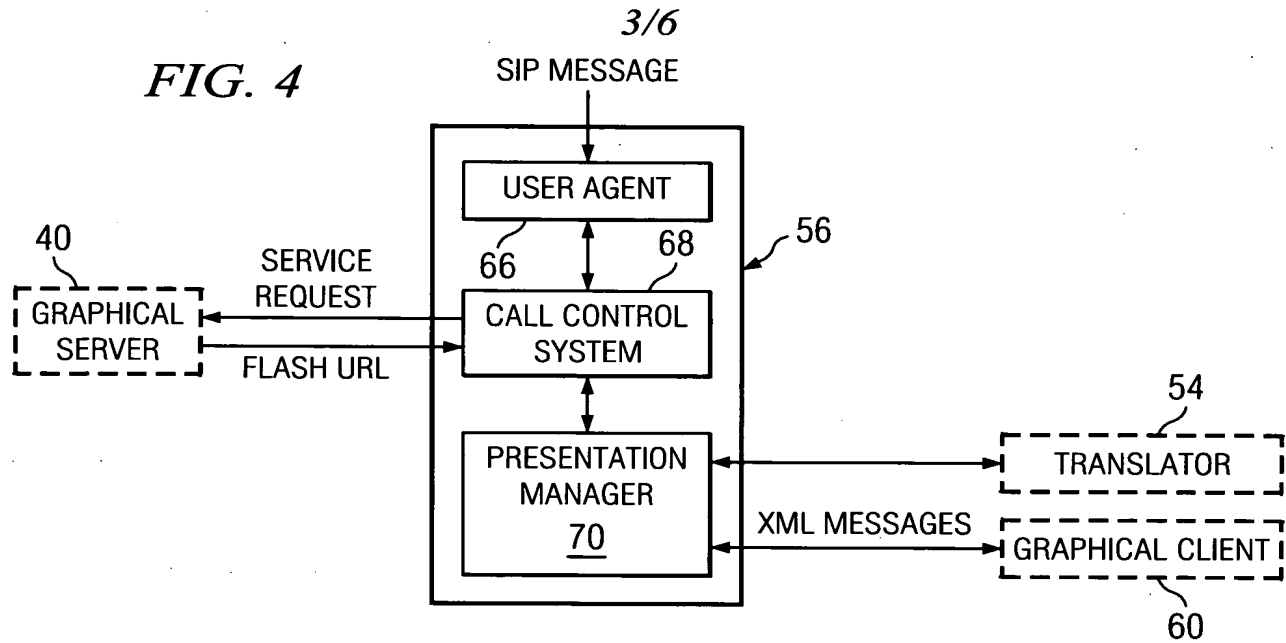 3/6
FIG. 4
SIP MESSAGE
USER AGENT
66
68
56
40
SERVICE
REQUEST
GRAPHICAL
SERVER
FLASH URL
CALL CONTROL
SYSTEM
PRESENTATION
MANAGER
70
54
TRANSLATOR
XML MESSAGES
GRAPHICAL CLIENT
60